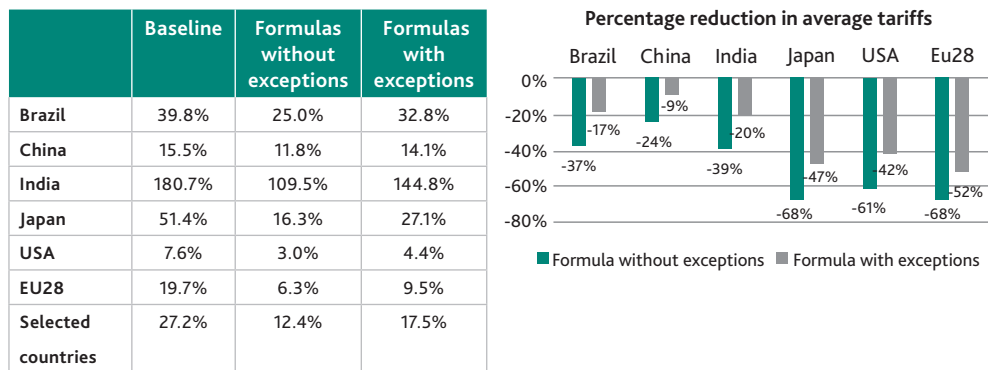 Baseline Formulas without exceptions Formulas with exceptions
Brazil 39.8% 25.0% 32.8%
China 15.5% 11.8% 14.1%
India 180.7% 109.5% 144.8%
Japan 51.4% 16.3% 27.1%
USA 7.6% 3.0% 4.4%
EU28 19.7% 6.3% 9.5%
Selected countries 27.2% 12.4% 17.5%
Percentage reduction in average tariffs
Brazil China India Japan USA Eu28
0%
-20%
-40%
-60%
-80%
-37% -17%
-24% -9%
-39% -20%
-68% -47%
-61% -42%
-68% -52%
Formula without exceptions Formula with exceptions